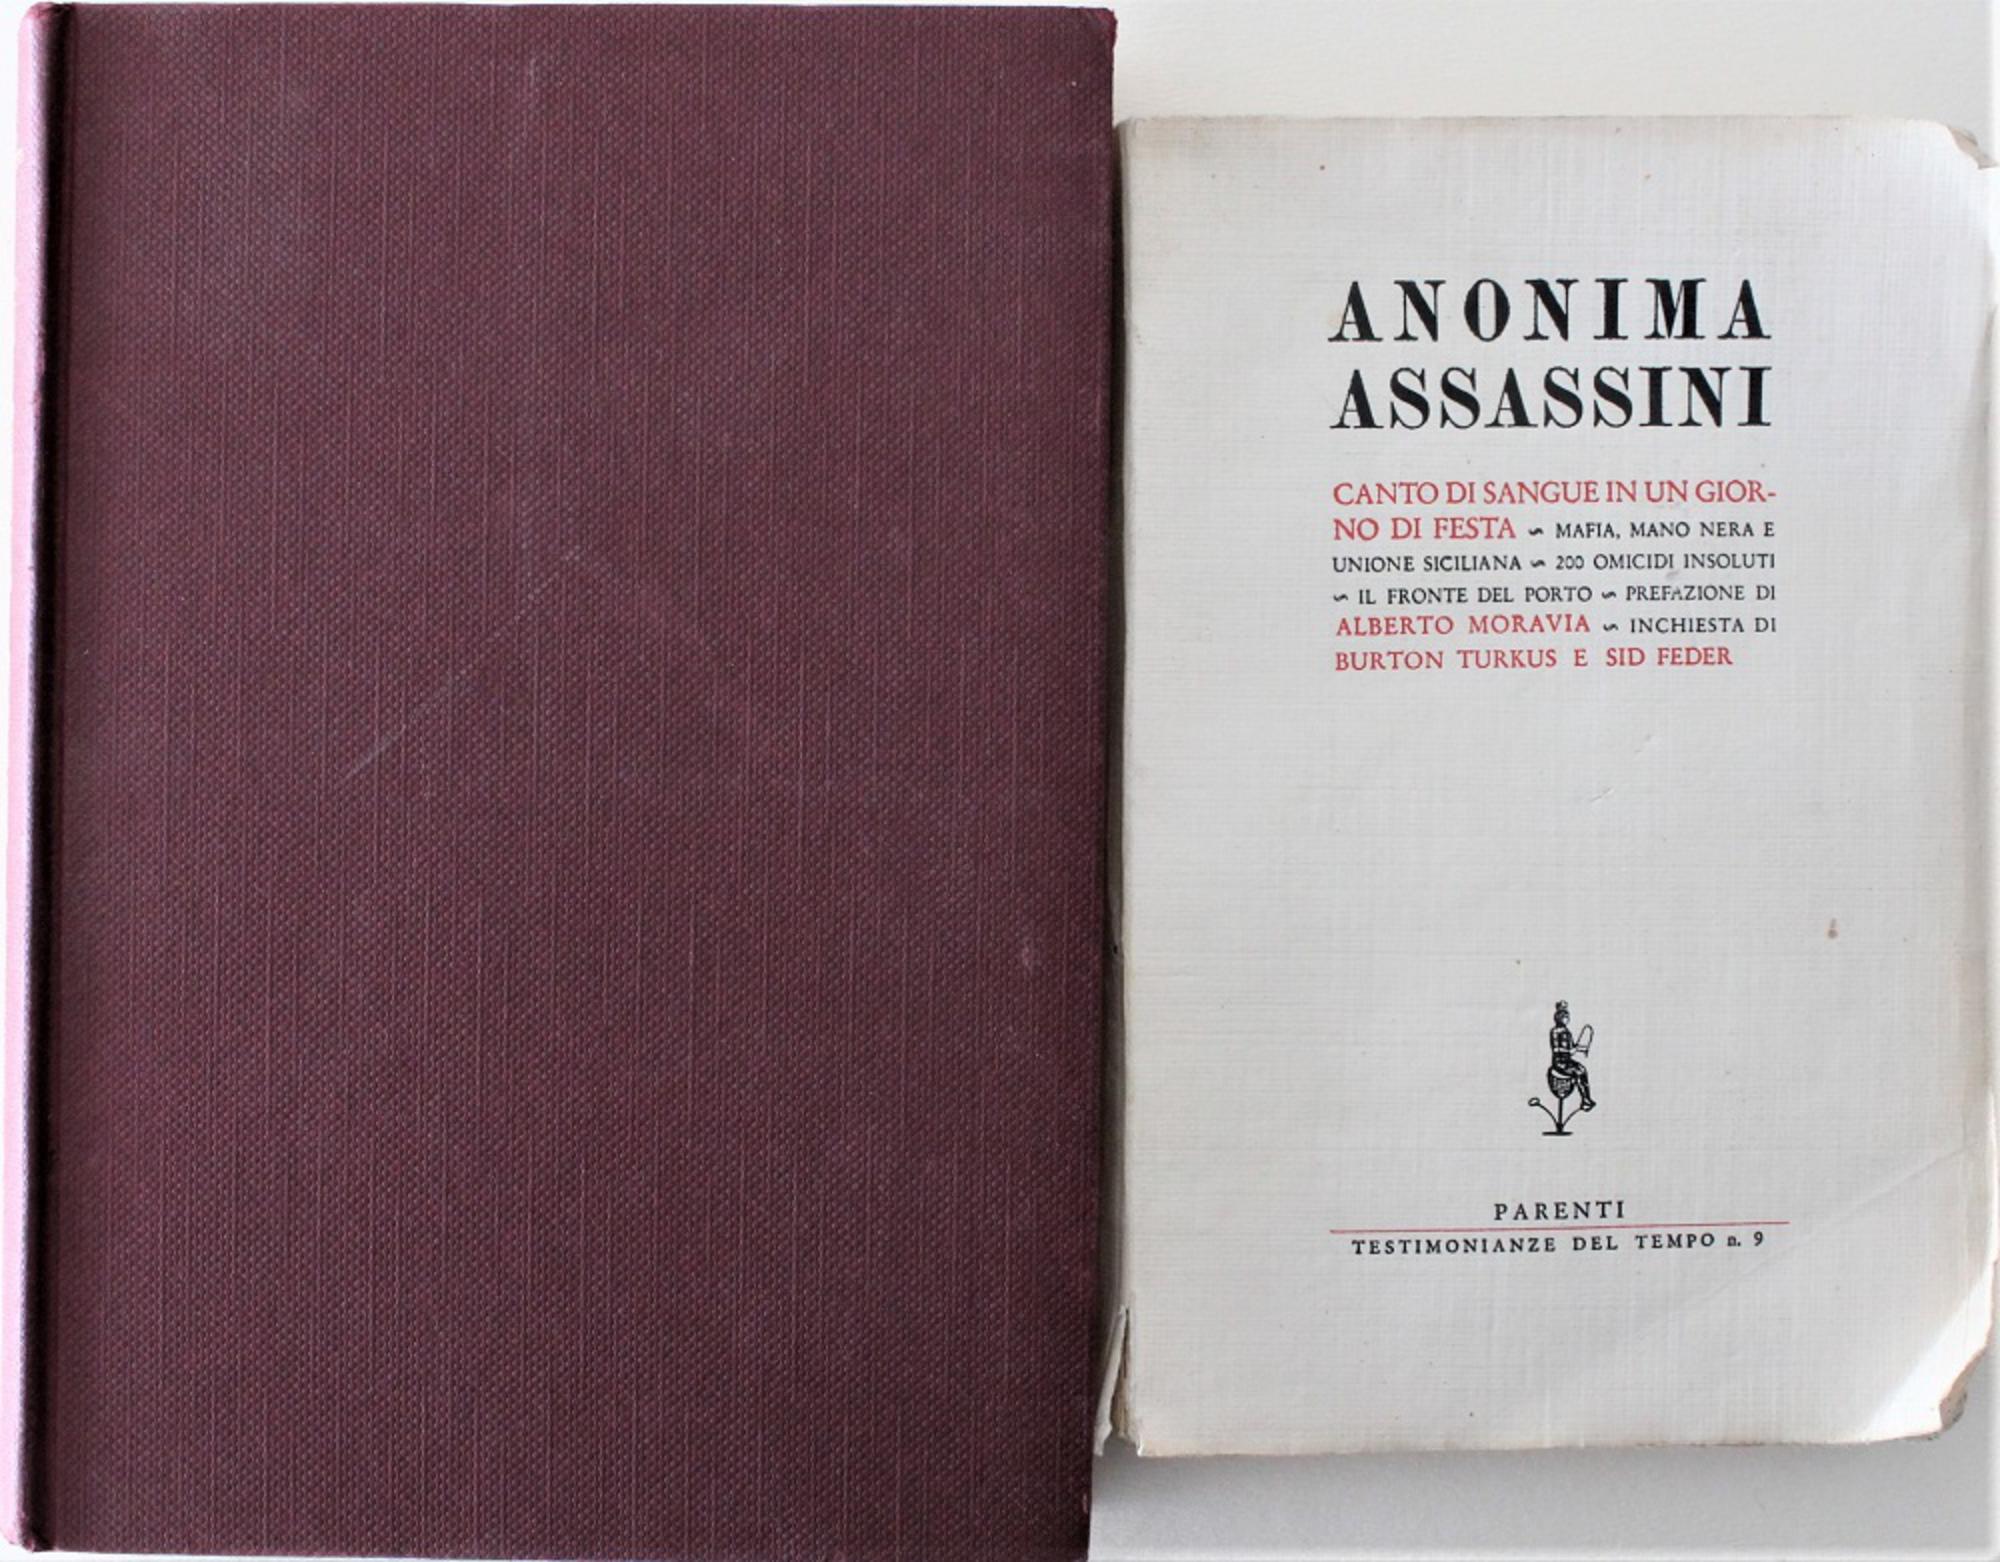 ANONIMA
ASSASSINI
CANTO DI SANGUE IN UN GIOR-
NO DI FESTA ~ MAFIA, MANO NERA E
UNIONE SICILIANA ~ 200 OMICIDI INSOLUTI
~ IL FRONTE DEL PORTO ~ PREFAZIONE DI
ALBERTO MORAVIA ~ INCHIESTA DI
BURTON TURKUS E SID FEDER
PARENTI
TESTIMONIANZE DEL TEMPO n. 9